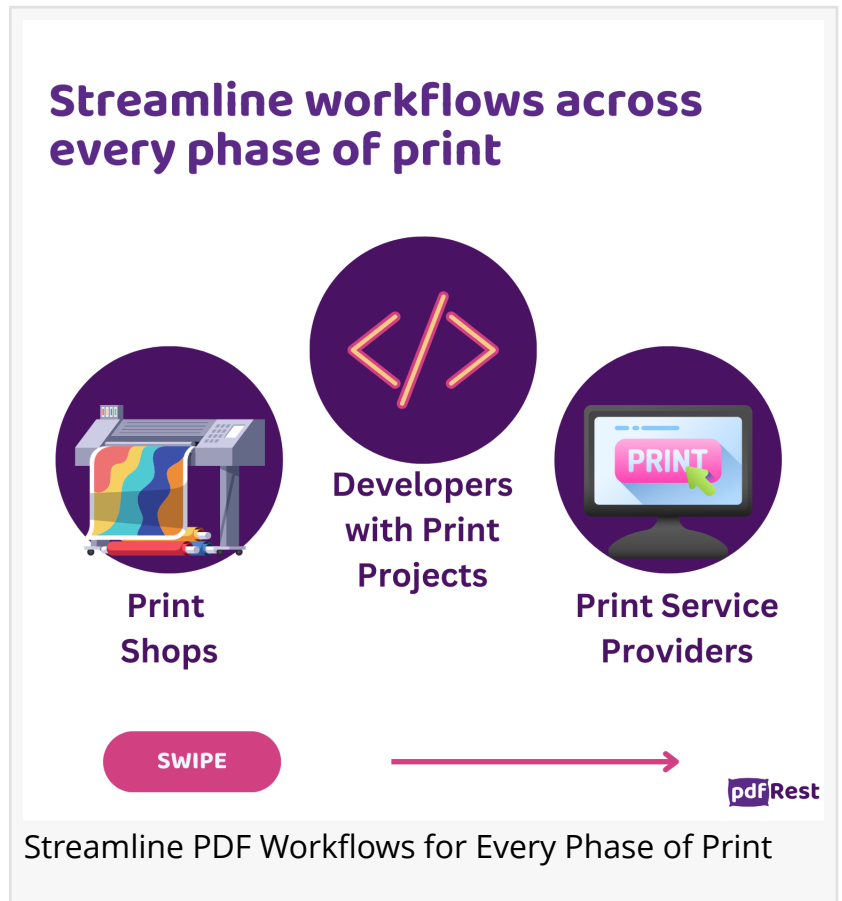 Streamline workflows across
every phase of print
Developers
with Print
Projects
Print
Shops
PRINT
Print Service
Providers
SWIPE
pdfRest
Streamline PDF Workflows for Every Phase of Print